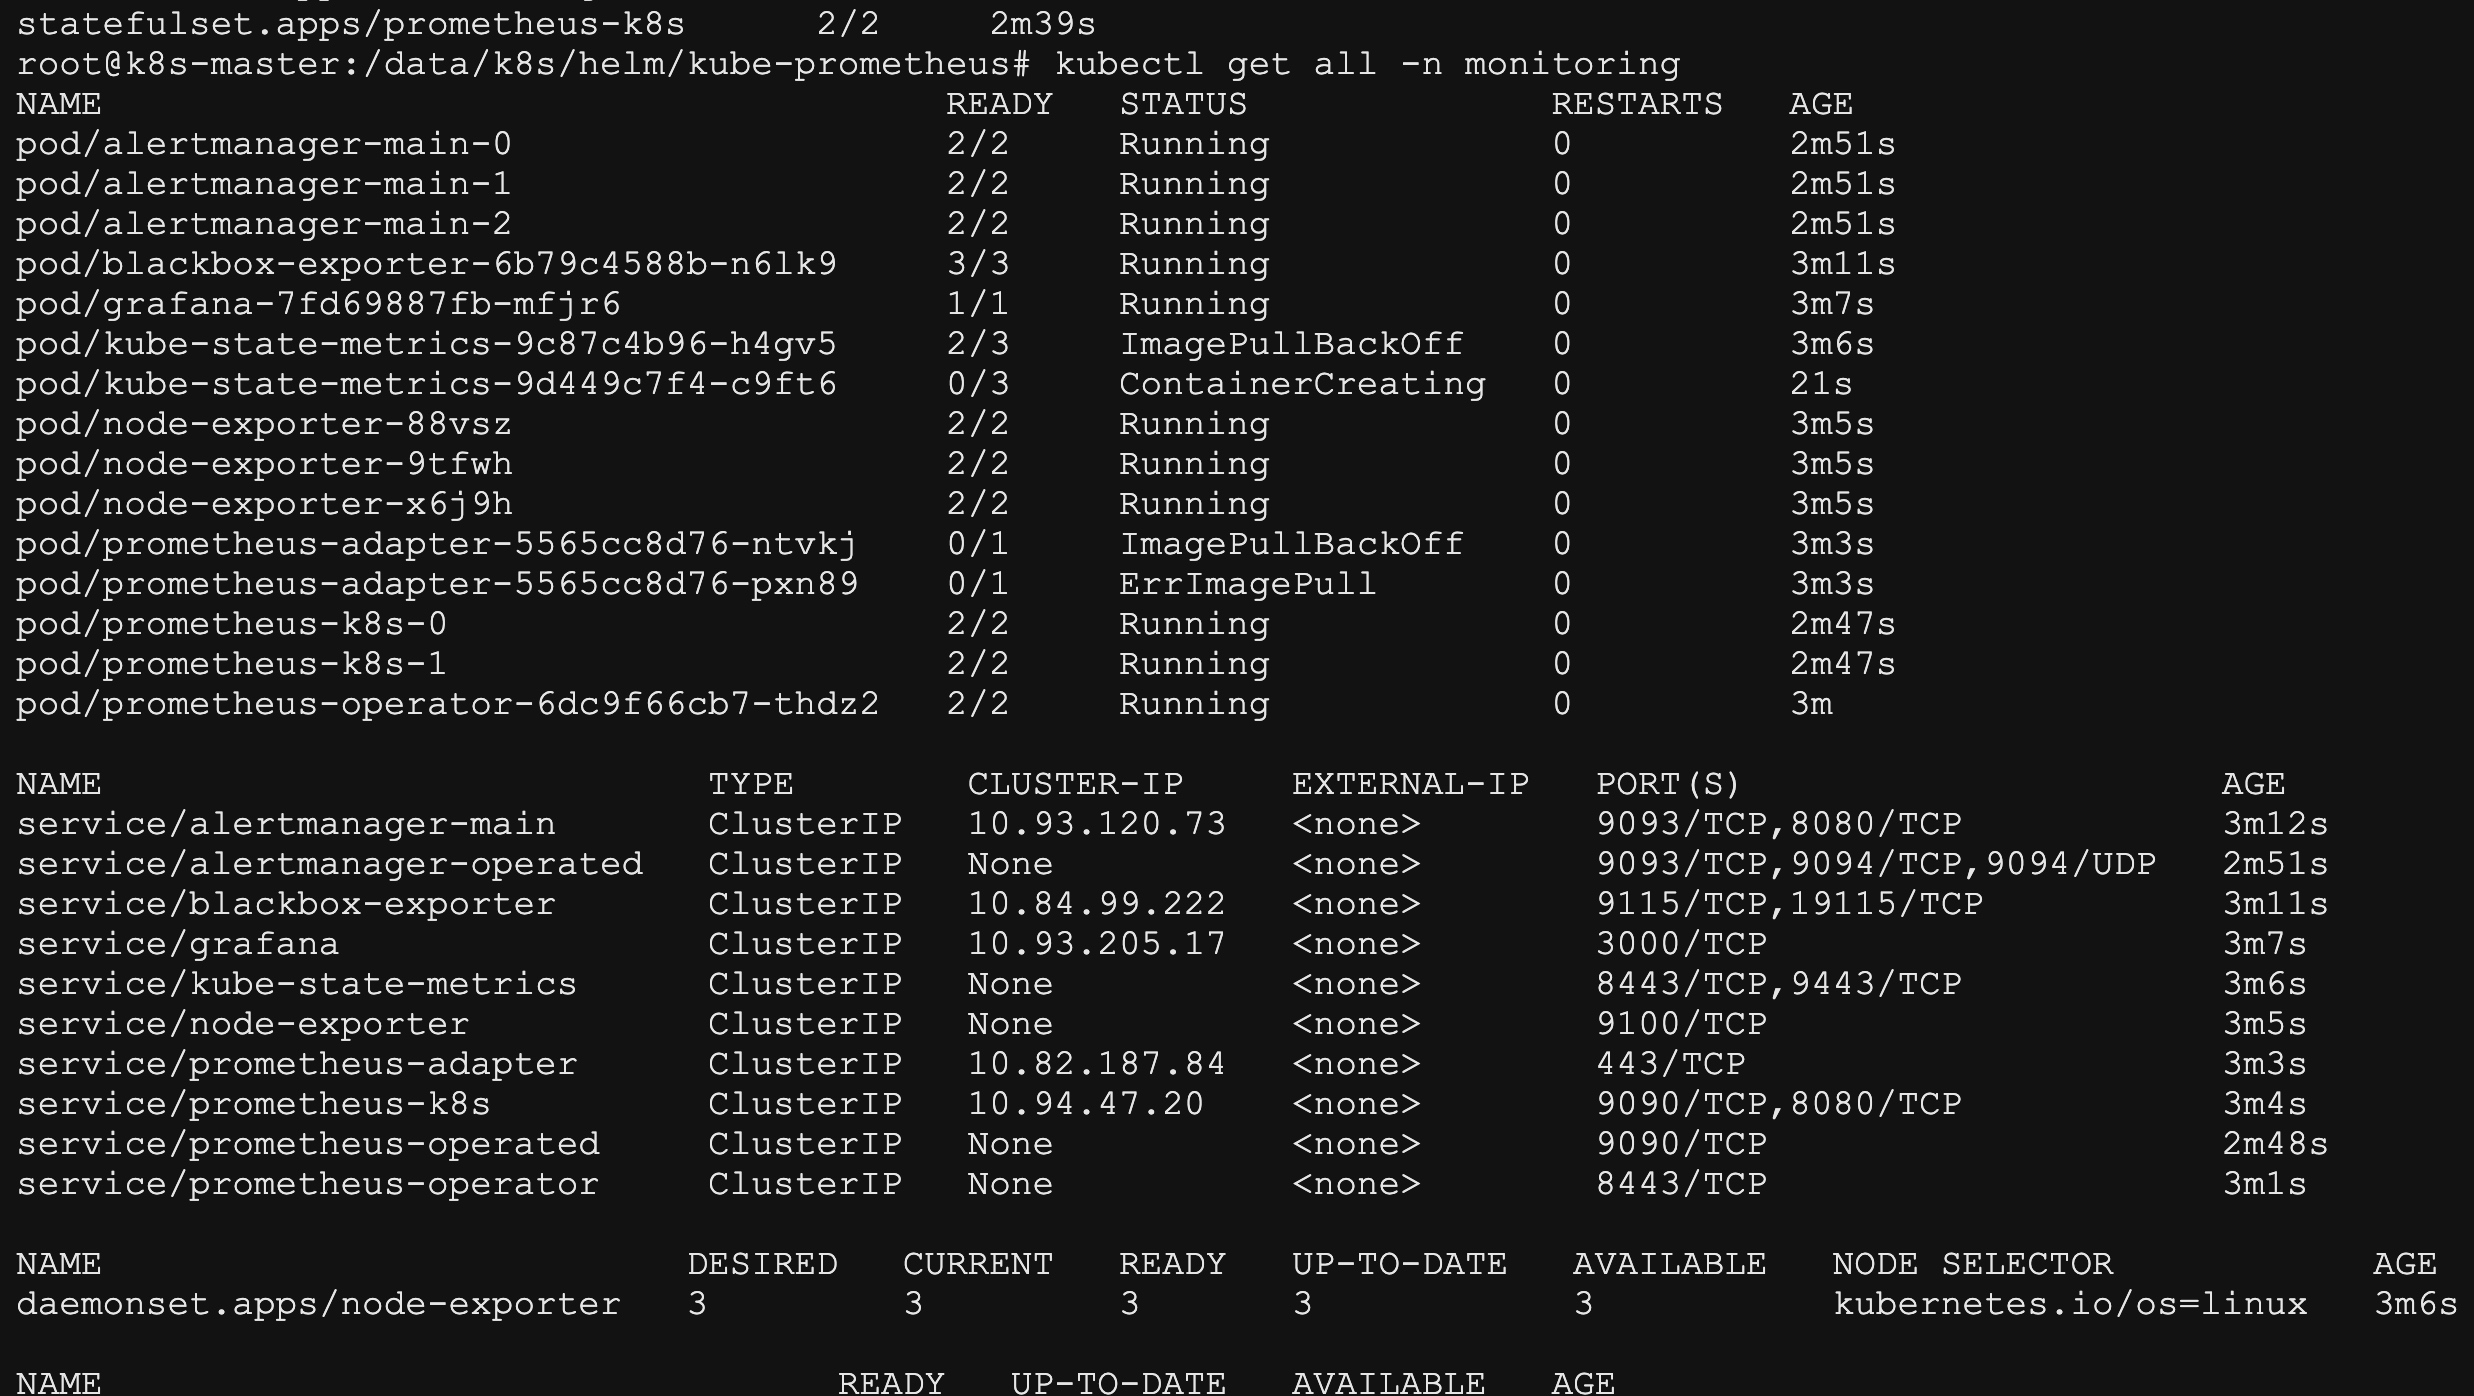 statefulset.apps/prometheus-k8s 2/2 2m39s
root@k8s-master:/data/k8s/helm/kube-prometheus# kubectl get all -n monitoring
NAME READY STATUS RESTARTS AGE
pod/alertmanager-main-0 2/2 Running 0 2m51s
pod/alertmanager-main-1 2/2 Running 0 2m51s
pod/alertmanager-main-2 2/2 Running 0 2m51s
pod/blackbox-exporter-6b79c4588b-n6lk9 3/3 Running 0 3m11s
pod/grafana-7fd69887fb-mfjr6 1/1 Running 0 3m7s
pod/kube-state-metrics-9c87c4b96-h4gv5 2/3 ImagePullBackOff 0 3m6s
pod/kube-state-metrics-9d449c7f4-c9ft6 0/3 ContainerCreating 0 21s
pod/node-exporter-88vsz 2/2 Running 0 3m5s
pod/node-exporter-9tfwh 2/2 Running 0 3m5s
pod/node-exporter-x6j9h 2/2 Running 0 3m5s
pod/prometheus-adapter-5565cc8d76-ntvkj 0/1 ImagePullBackOff 0 3m3s
pod/prometheus-adapter-5565cc8d76-pxn89 0/1 ErrImagePull 0 3m3s
pod/prometheus-k8s-0 2/2 Running 0 2m47s
pod/prometheus-k8s-1 2/2 Running 0 2m47s
pod/prometheus-operator-6dc9f66cb7-thdz2 2/2 Running 0 3m
NAME TYPE CLUSTER-IP EXTERNAL-IP PORT(S) AGE
service/alertmanager-main ClusterIP 10.93.120.73 <none> 9093/TCP,8080/TCP 3m12s
service/alertmanager-operated ClusterIP None <none> 9093/TCP,9094/TCP,9094/UDP 2m51s
service/blackbox-exporter ClusterIP 10.84.99.222 <none> 9115/TCP,19115/TCP 3m11s
service/grafana ClusterIP 10.93.205.17 <none> 3000/TCP 3m7s
service/kube-state-metrics ClusterIP None <none> 8443/TCP,9443/TCP 3m6s
service/node-exporter ClusterIP None <none> 9100/TCP 3m5s
service/prometheus-adapter ClusterIP 10.82.187.84 <none> 443/TCP 3m3s
service/prometheus-k8s ClusterIP 10.94.47.20 <none> 9090/TCP,8080/TCP 3m4s
service/prometheus-operated ClusterIP None <none> 9090/TCP 2m48s
service/prometheus-operator ClusterIP None <none> 8443/TCP 3m1s
NAME DESIRED CURRENT READY UP-TO-DATE AVAILABLE NODE SELECTOR AGE
daemonset.apps/node-exporter 3 3 3 3 3 kubernetes.io/os=linux 3m6s
NAME READY UP-TO-DATE AVAILABLE AGE